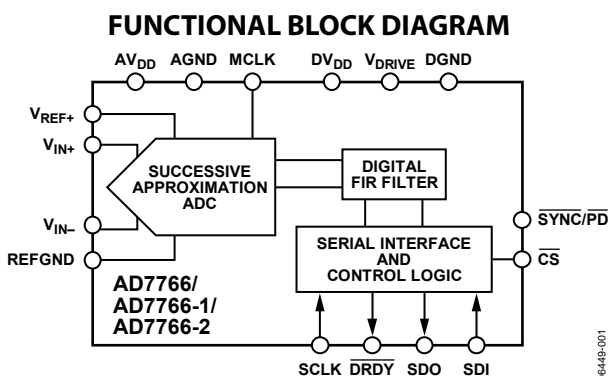 FUNCTIONAL BLOCK DIAGRAM
AVDD AGND MCLK DVDD VDRIVE DGND
VREF+
VIN+
SUCCESSIVE
APPROXIMATION
ADC
DIGITAL
FIR FILTER
VIN–
SYNC/PD
REFGND
SERIAL INTERFACE
AND
CONTROL LOGIC
CS
AD7766/
AD7766-1/
AD7766-2
SCLK DRDY SDO SDI
6449-001